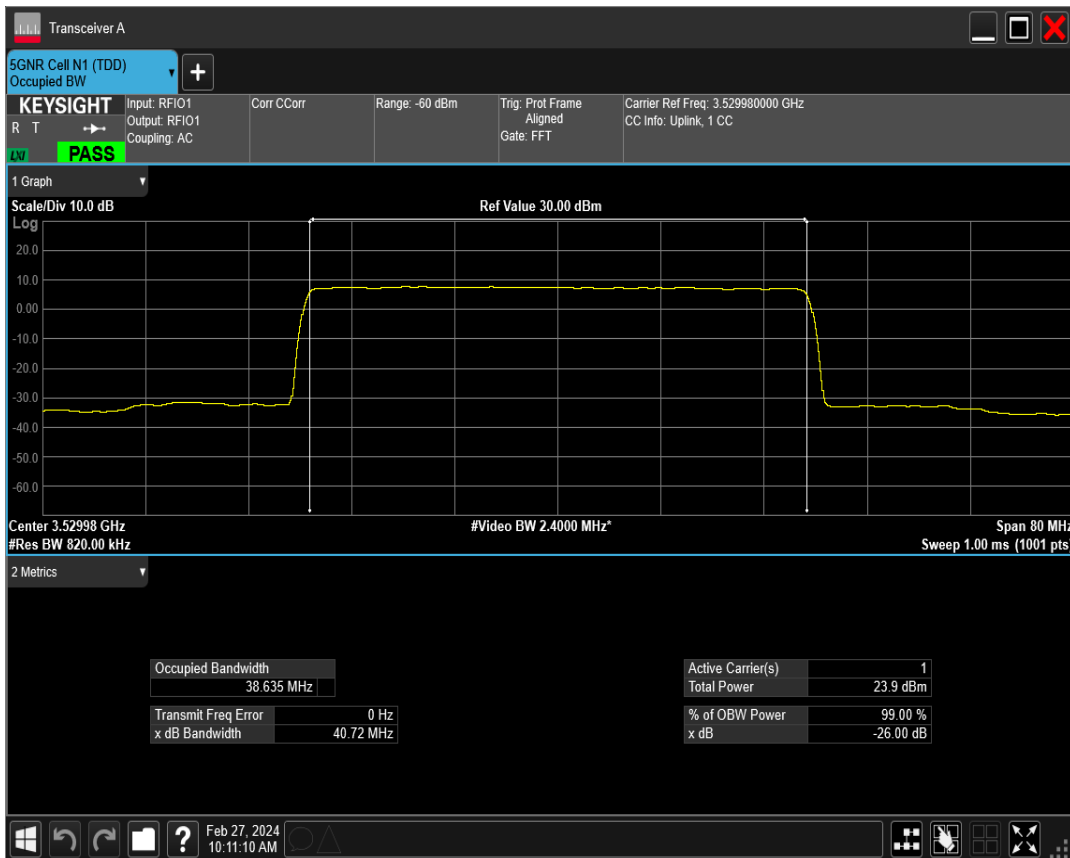 Transceiver A
5GNR Cell N1 (TDD)
Occupied BW
+
KEYSIGHT
R T
LXI
PASS
Input: RFIO1
Output: RFIO1
Coupling: AC
Corr CCorr
Range: -60 dBm
Trig: Prot Frame
Aligned
Gate: FFT
Carrier Ref Freq: 3.529980000 GHz
CC Info: Uplink, 1 CC
1 Graph
Scale/Div 10.0 dB
Ref Value 30.00 dBm
Log
20.0
10.0
0.00
-10.0
-20.0
-30.0
-40.0
-50.0
-60.0
Center 3.52998 GHz
#Video BW 2.4000 MHz*
Span 80 MHz
#Res BW 820.00 kHz
Sweep 1.00 ms (1001 pts)
2 Metrics
Occupied Bandwidth
38.635 MHz
Transmit Freq Error 0 Hz
x dB Bandwidth 40.72 MHz
Active Carrier(s) 1
Total Power 23.9 dBm
% of OBW Power 99.00 %
x dB -26.00 dB
?
Feb 27, 2024
10:11:10 AM